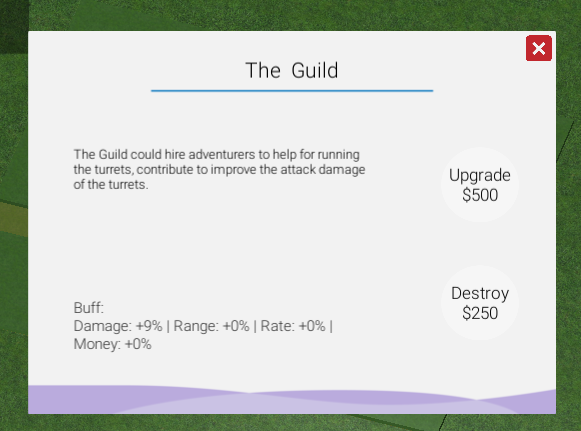 The Guild
The Guild could hire adventurers to help for running
the turrets, contribute to improve the attack damage
of the turrets.
Upgrade
$500
Destroy
$250
Buff:
Damage: +9% | Range: +0% | Rate: +0% |
Money: +0%